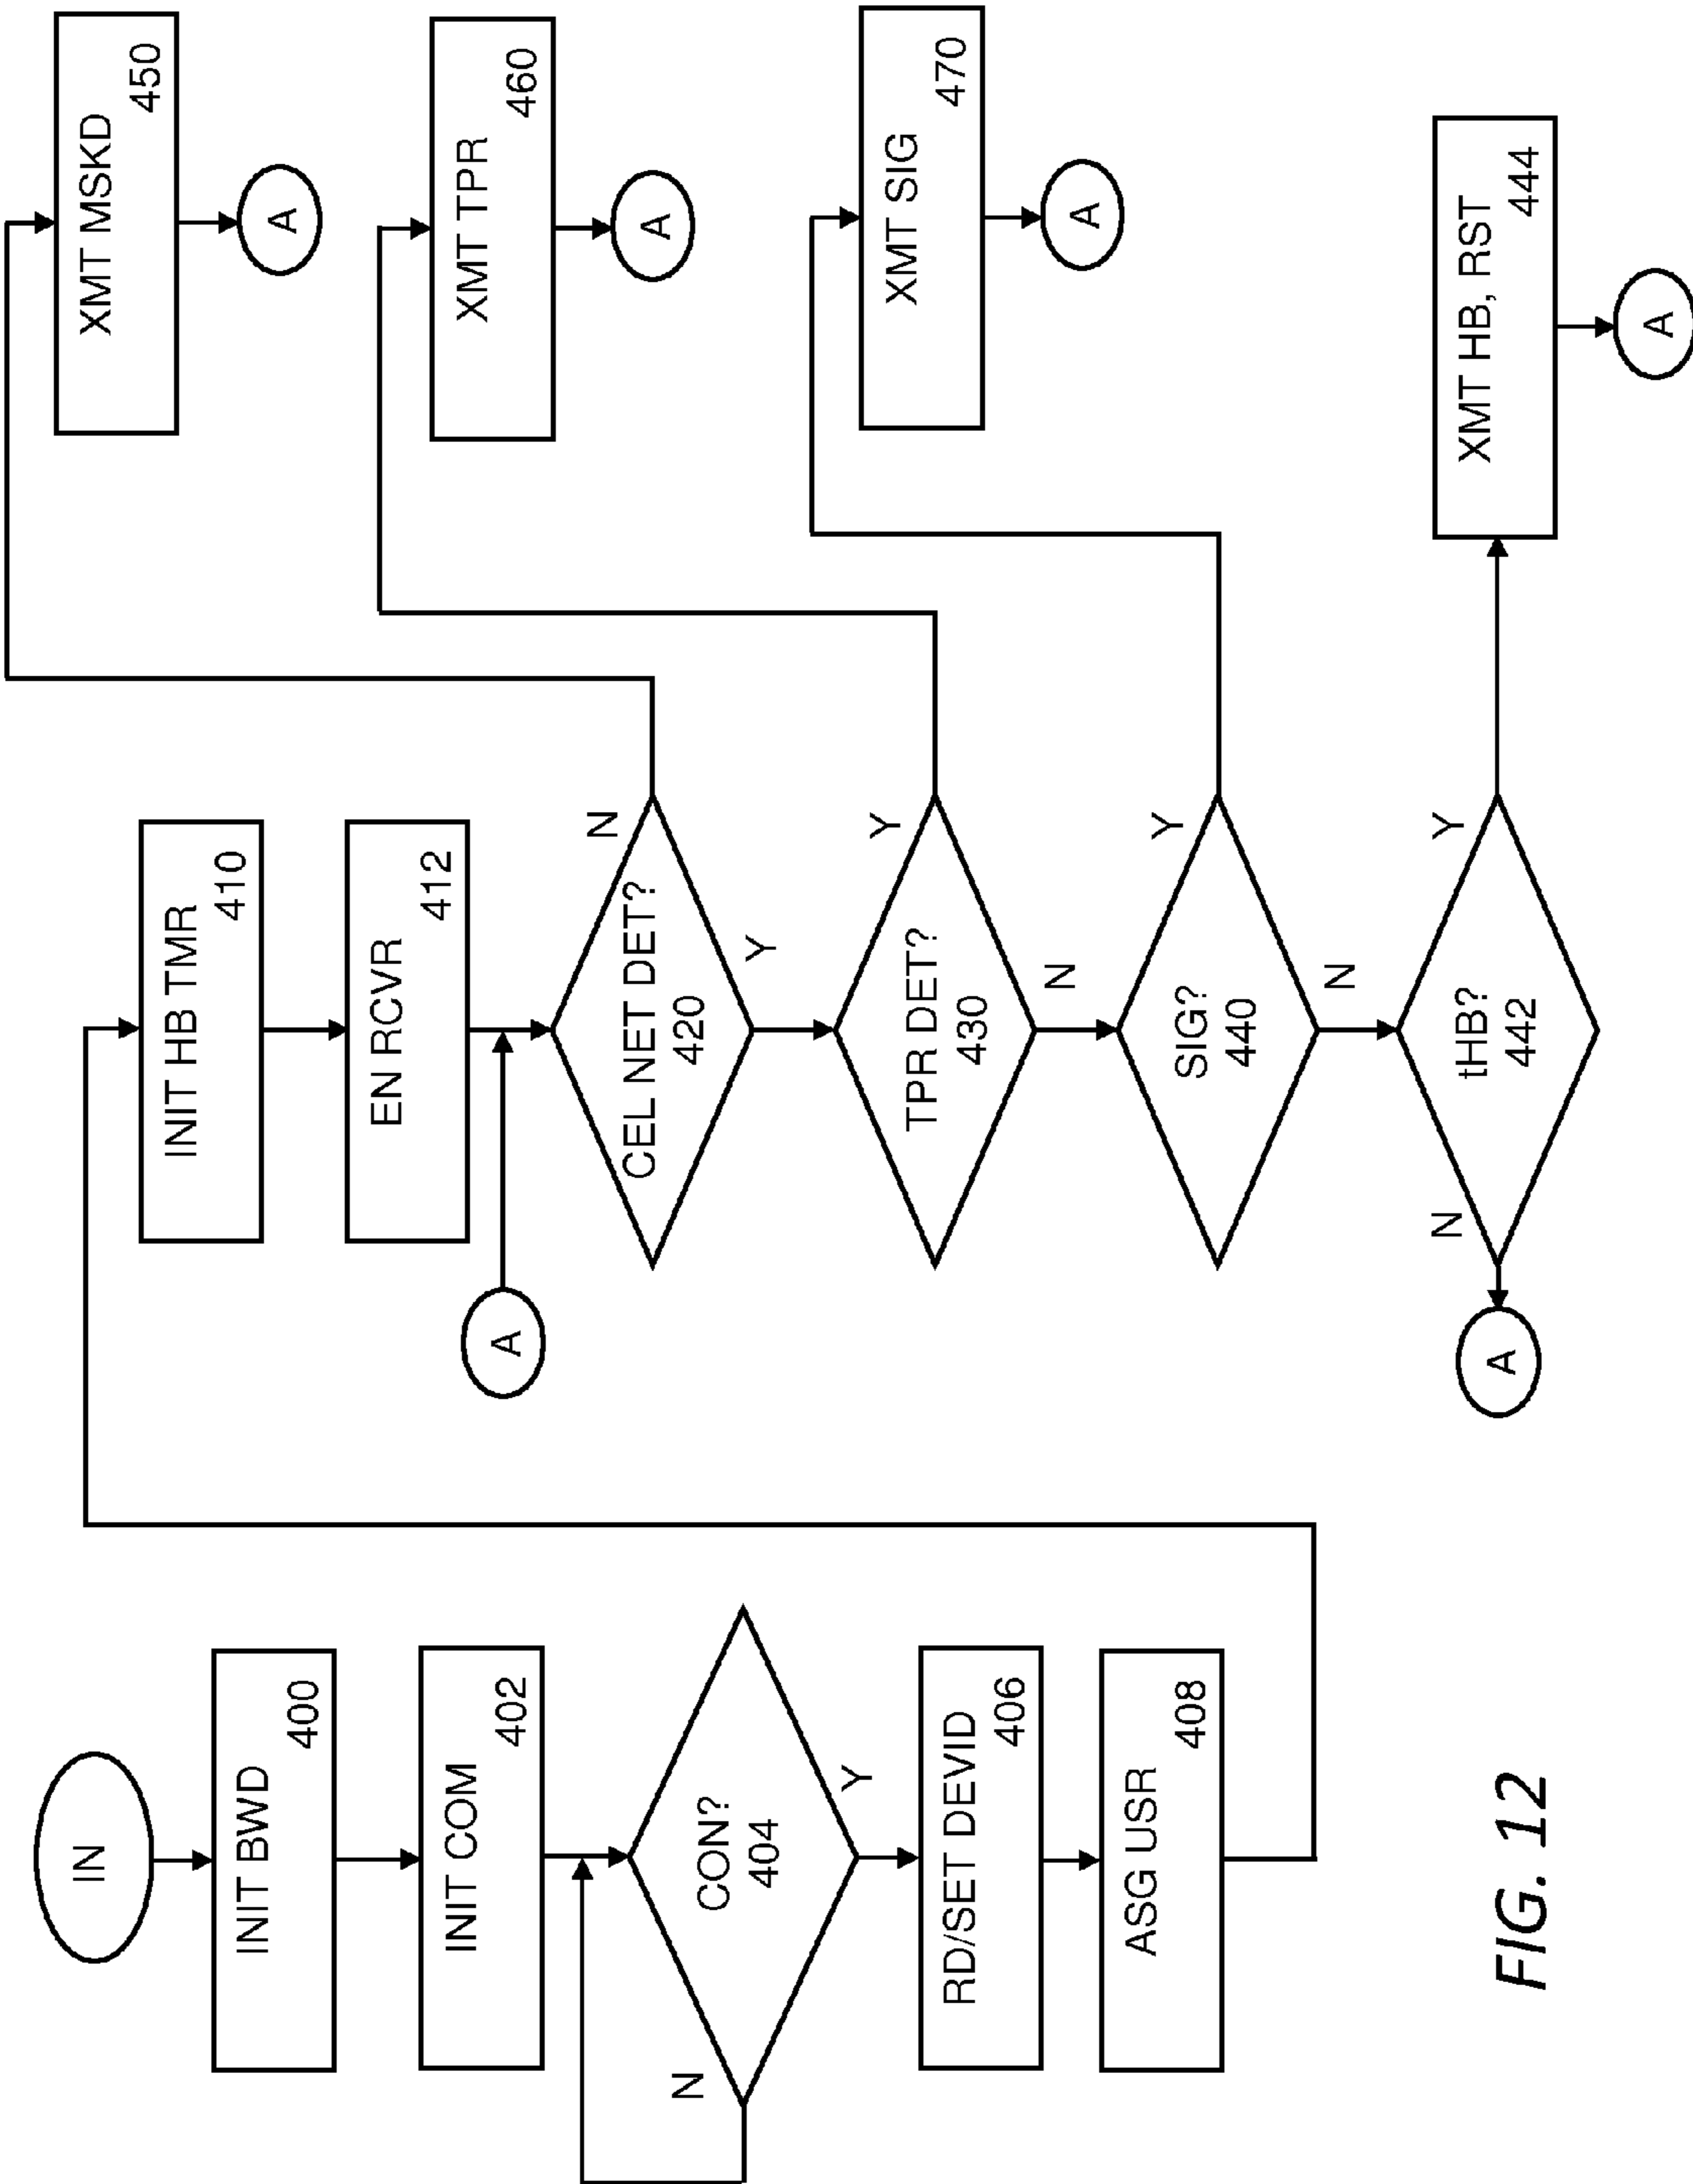 IN
INIT BWD
400
INIT COM
402
CON?
404
N
Y
RD/SET DEVID
406
ASG USR
408
INIT HB TMR
410
EN RCVR
412
A
CEL NET DET?
420
N
Y
TPR DET?
430
Y
N
SIG?
440
Y
N
tHB?
442
N
Y
A
XMT MSKD
450
A
XMT TPR
460
A
XMT SIG
470
A
XMT HB, RST
444
A
FIG. 12